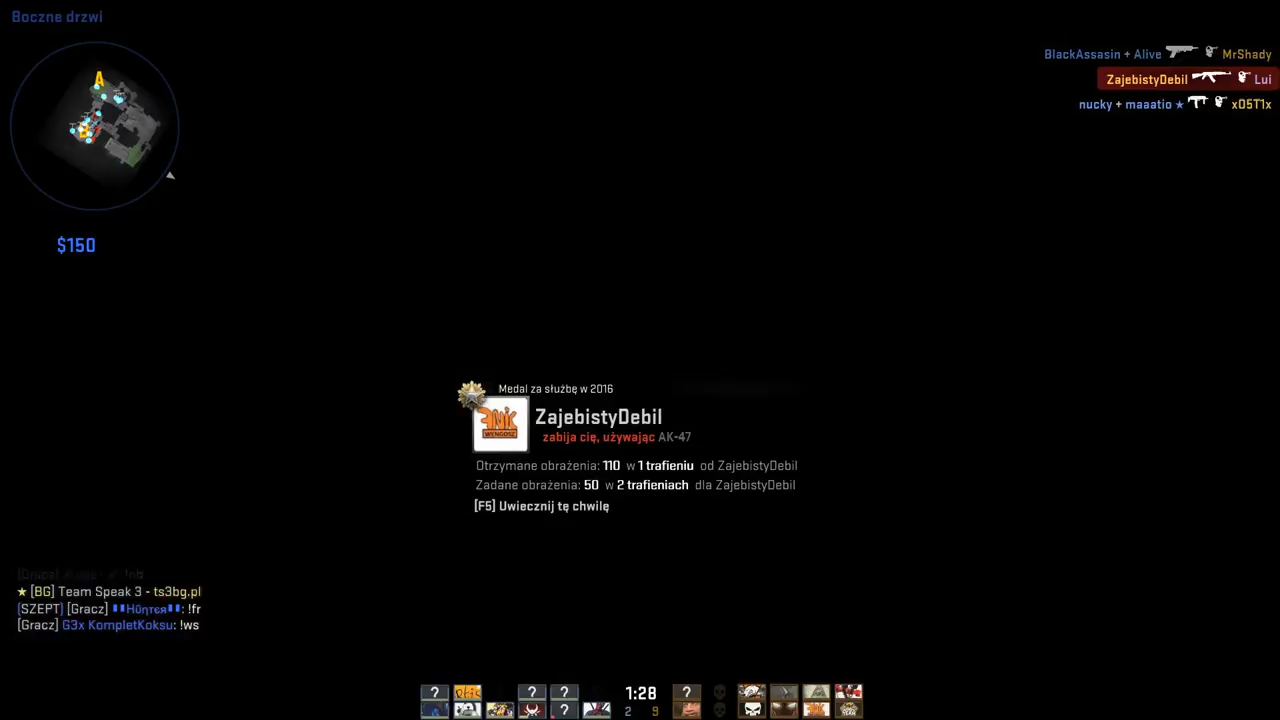 Boczne drzwi
A
$150
BlackAssasin + Alive MrShady
ZajebistyDebil Lui
nucky + maaatio ★ x05T1x
Medal za służbę w 2016
WENGOSZ
ZajebistyDebil
zabija cię, używając AK-47
Otrzymane obrażenia: 110 w 1 trafieniu od ZajebistyDebil
Zadane obrażenia: 50 w 2 trafieniach dla ZajebistyDebil
[F5] Uwiecznij tę chwilę
★ [BG] Team Speak 3 - ts3bg.pl
(SZEPT) [Gracz] ▮▮Hūηтєя▮▮: !fr
[Gracz] G3x KompletKoksu: !ws
? ? ? 1:28 ?
? 2 9